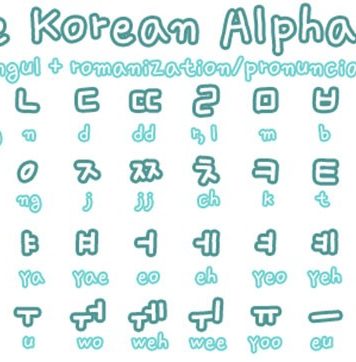 e Korean Alpha
ngul + romanization/pronuncia
ㄴ ㄷ ㄸ ㄹ ㅁ ㅂ
n d dd r, l m b
ㅇ ㅈ ㅉ ㅊ ㅋ ㅌ
ng j jj ch k t
ㅑ ㅒ ㅓ ㅔ ㅕ ㅖ
Ya Yae eo eh Yeo Yeh
ㅜ ㅝ ㅞ ㅟ ㅠ ㅡ
u wo weh wee Yoo eu